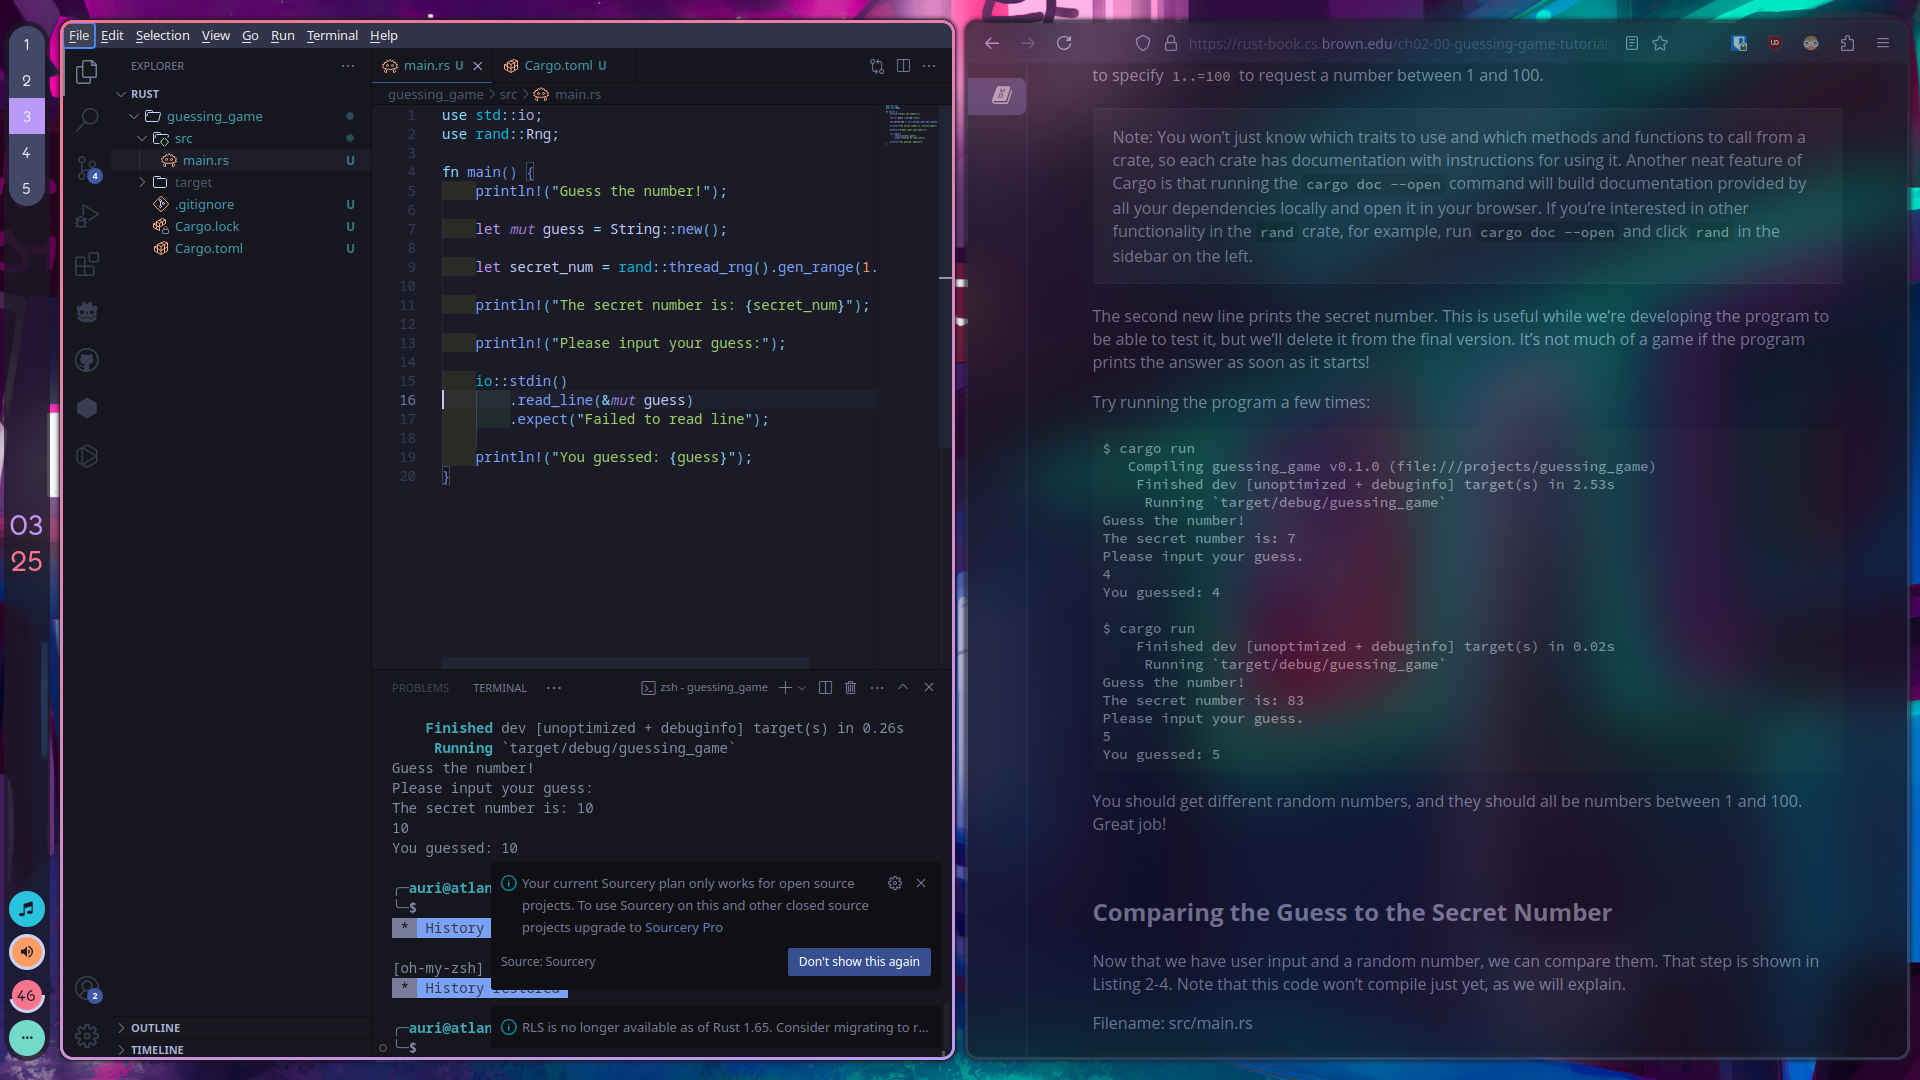 1
2
3
4
5
03
25
46
File Edit Selection View Go Run Terminal Help
EXPLORER
RUST
guessing_game
src
main.rs U
target
.gitignore U
Cargo.lock U
Cargo.toml U
4
2
OUTLINE
TIMELINE
main.rs U
Cargo.toml U
guessing_game > src > main.rs
1 use std::io;
2 use rand::Rng;
3
4 fn main() {
5 println!("Guess the number!");
6
7 let mut guess = String::new();
8
9 let secret_num = rand::thread_rng().gen_range(1.
10
11 println!("The secret number is: {secret_num}");
12
13 println!("Please input your guess:");
14
15 io::stdin()
16 .read_line(&mut guess)
17 .expect("Failed to read line");
18
19 println!("You guessed: {guess}");
20 }
PROBLEMS TERMINAL ··· zsh - guessing_game
Finished dev [unoptimized + debuginfo] target(s) in 0.26s
Running `target/debug/guessing_game`
Guess the number!
Please input your guess:
The secret number is: 10
10
You guessed: 10
auri@atlan
$
* History
[oh-my-zsh]
* History restored
auri@atlan
$
Your current Sourcery plan only works for open source
projects. To use Sourcery on this and other closed source
projects upgrade to Sourcery Pro
Source: Sourcery
Don't show this again
RLS is no longer available as of Rust 1.65. Consider migrating to r...
https://rust-book.cs.brown.edu/ch02-00-guessing-game-tutorial
to specify 1..=100 to request a number between 1 and 100.
Note: You won’t just know which traits to use and which methods and functions to call from a
crate, so each crate has documentation with instructions for using it. Another neat feature of
Cargo is that running the cargo doc --open command will build documentation provided by
all your dependencies locally and open it in your browser. If you’re interested in other
functionality in the rand crate, for example, run cargo doc --open and click rand in the
sidebar on the left.
The second new line prints the secret number. This is useful while we’re developing the program to
be able to test it, but we’ll delete it from the final version. It’s not much of a game if the program
prints the answer as soon as it starts!
Try running the program a few times:
$ cargo run
Compiling guessing_game v0.1.0 (file:///projects/guessing_game)
Finished dev [unoptimized + debuginfo] target(s) in 2.53s
Running `target/debug/guessing_game`
Guess the number!
The secret number is: 7
Please input your guess.
4
You guessed: 4
$ cargo run
Finished dev [unoptimized + debuginfo] target(s) in 0.02s
Running `target/debug/guessing_game`
Guess the number!
The secret number is: 83
Please input your guess.
5
You guessed: 5
You should get different random numbers, and they should all be numbers between 1 and 100.
Great job!
Comparing the Guess to the Secret Number
Now that we have user input and a random number, we can compare them. That step is shown in
Listing 2-4. Note that this code won’t compile just yet, as we will explain.
Filename: src/main.rs